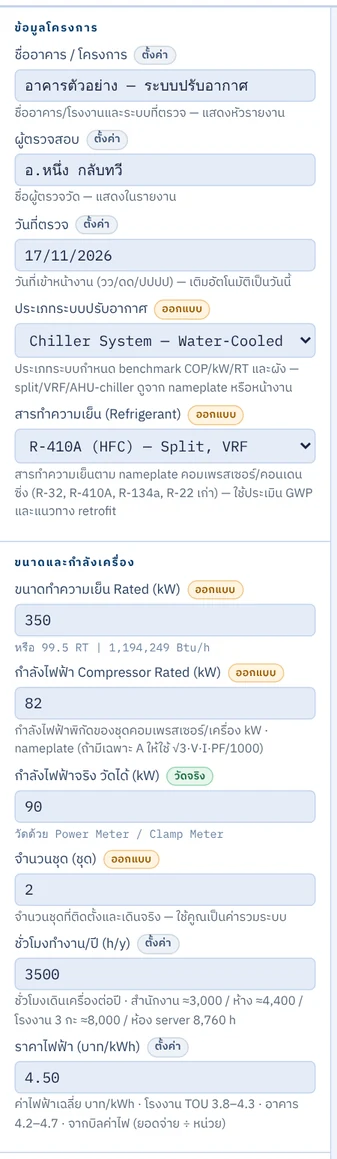 ข้อมูลโครงการ
ชื่ออาคาร / โครงการ ตั้งค่า
อาคารตัวอย่าง — ระบบปรับอากาศ
ชื่ออาคาร/โรงงานและระบบที่ตรวจ — แสดงหัวรายงาน
ผู้ตรวจสอบ ตั้งค่า
อ.หนึ่ง กลับทวี
ชื่อผู้ตรวจวัด — แสดงในรายงาน
วันที่ตรวจ ตั้งค่า
17/11/2026
วันที่เข้าหน้างาน (วว/ดด/ปปปป) — เติมอัตโนมัติเป็นวันนี้
ประเภทระบบปรับอากาศ ออกแบบ
Chiller System — Water-Cooled
ประเภทระบบกำหนด benchmark COP/kW/RT และผัง —
split/VRF/AHU-chiller ดูจาก nameplate หรือหน้างาน
สารทำความเย็น (Refrigerant) ออกแบบ
R-410A (HFC) — Split, VRF
สารทำความเย็นตาม nameplate คอมเพรสเซอร์/คอนเดน
ซิ่ง (R-32, R-410A, R-134a, R-22 เก่า) — ใช้ประเมิน GWP
และแนวทาง retrofit
ขนาดและกำลังเครื่อง
ขนาดทำความเย็น Rated (kW) ออกแบบ
350
หรือ 99.5 RT | 1,194,249 Btu/h
กำลังไฟฟ้า Compressor Rated (kW) ออกแบบ
82
กำลังไฟฟ้าพิกัดของชุดคอมเพรสเซอร์/เครื่อง kW ·
nameplate (ถ้ามีเฉพาะ A ให้ใช้ √3·V·I·PF/1000)
กำลังไฟฟ้าจริง วัดได้ (kW) วัดจริง
90
วัดด้วย Power Meter / Clamp Meter
จำนวนชุด (ชุด) ออกแบบ
2
จำนวนชุดที่ติดตั้งและเดินจริง — ใช้คูณเป็นค่ารวมระบบ
ชั่วโมงทำงาน/ปี (h/y) ตั้งค่า
3500
ชั่วโมงเดินเครื่องต่อปี · สำนักงาน ≈3,000 / ห้าง ≈4,400 /
โรงงาน 3 กะ ≈8,000 / ห้อง server 8,760 h
ราคาไฟฟ้า (บาท/kWh) ตั้งค่า
4.50
ค่าไฟฟ้าเฉลี่ย บาท/kWh · โรงงาน TOU 3.8–4.3 · อาคาร
4.2–4.7 · จากบิลค่าไฟ (ยอดจ่าย ÷ หน่วย)